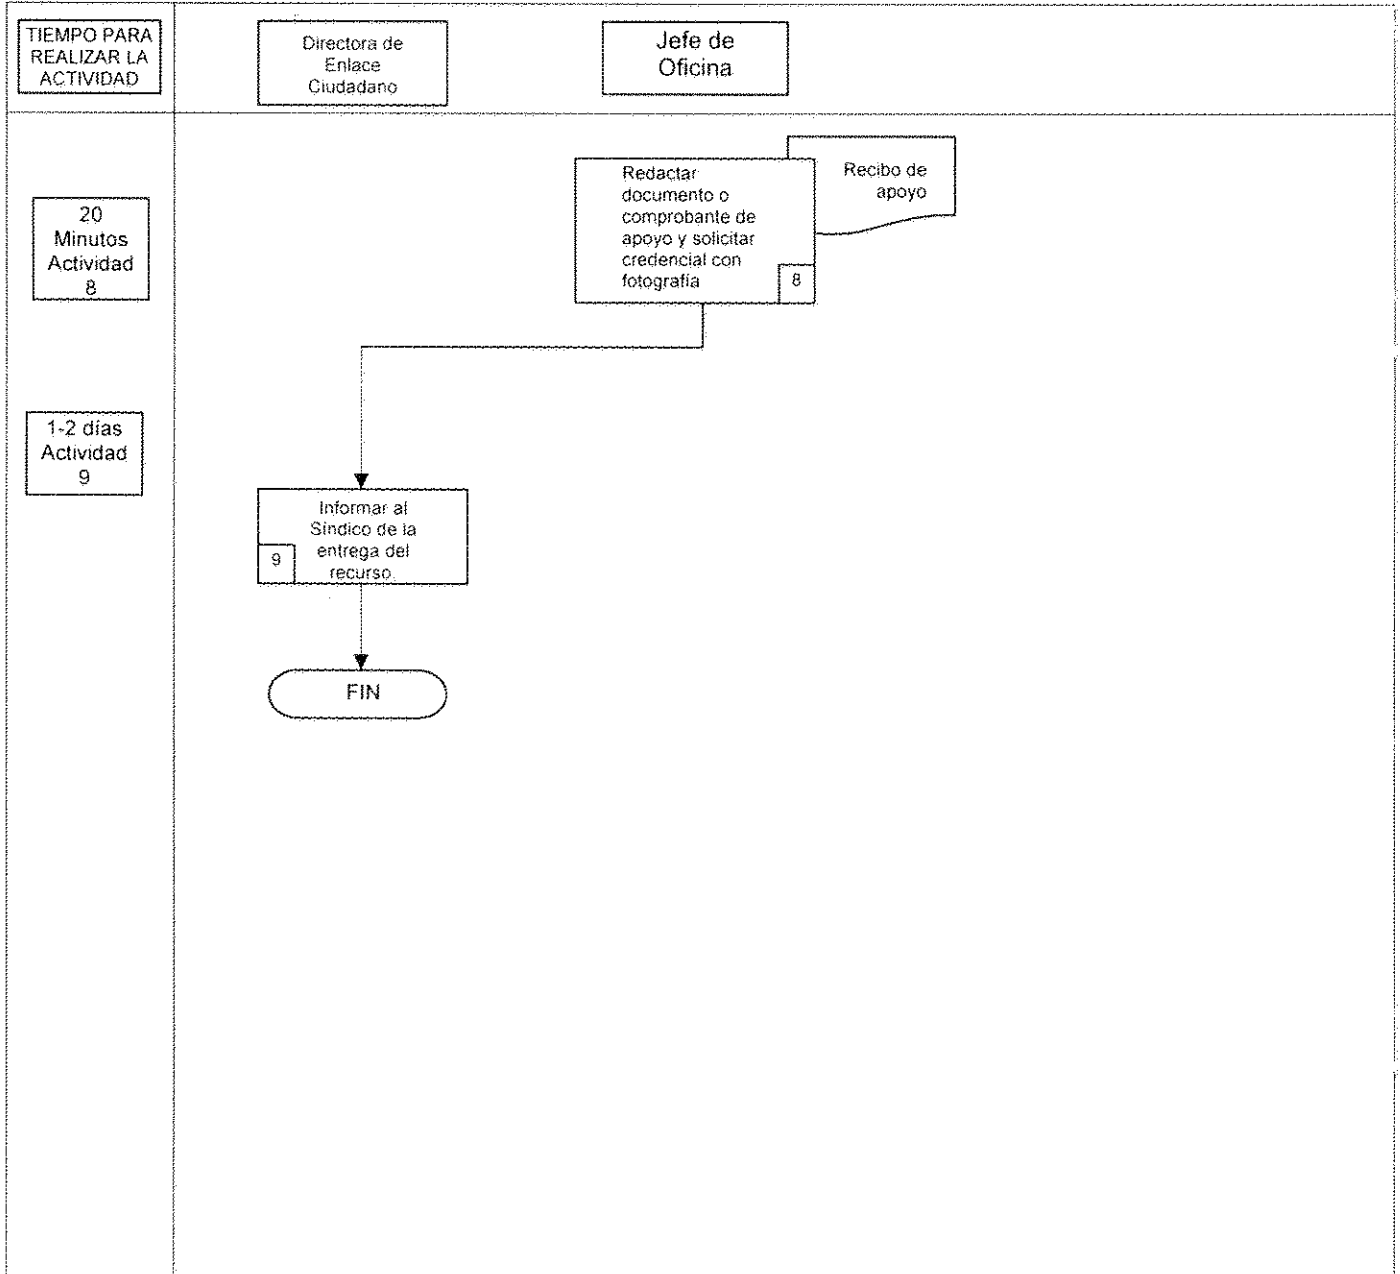 TIEMPO PARA
REALIZAR LA
ACTIVIDAD
Directora de
Enlace
Ciudadano
Jefe de
Oficina
20
Minutos
Actividad
8
Redactar
documento o
comprobante de
apoyo y solicitar
credencial con
fotografía
8
Recibo de
apoyo
1-2 días
Actividad
9
Informar al
Síndico de la
entrega del
recurso.
9
FIN